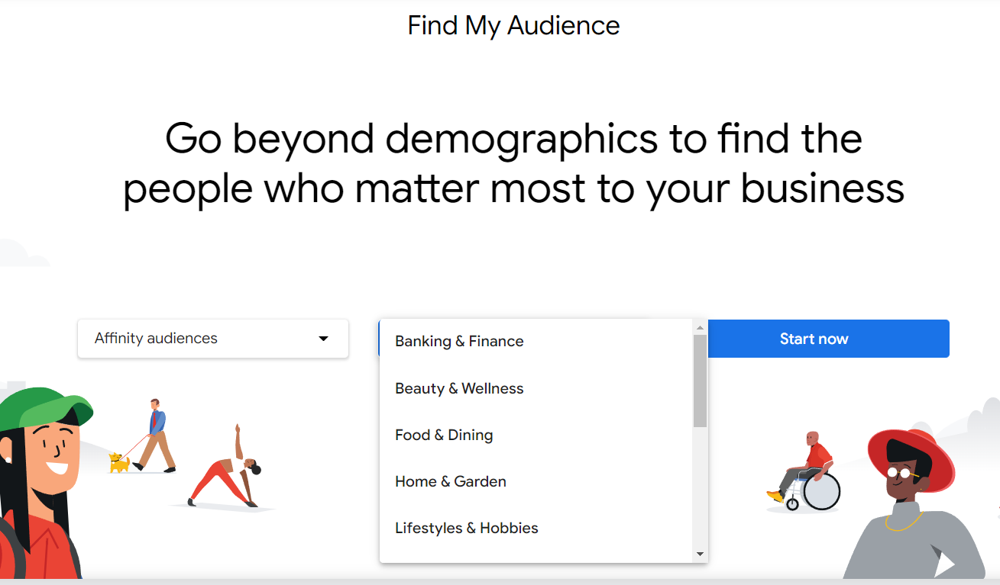 Find My Audience
Go beyond demographics to find the
people who matter most to your business
Affinity audiences
Banking & Finance
Start now
Beauty & Wellness
Food & Dining
Home & Garden
Lifestyles & Hobbies